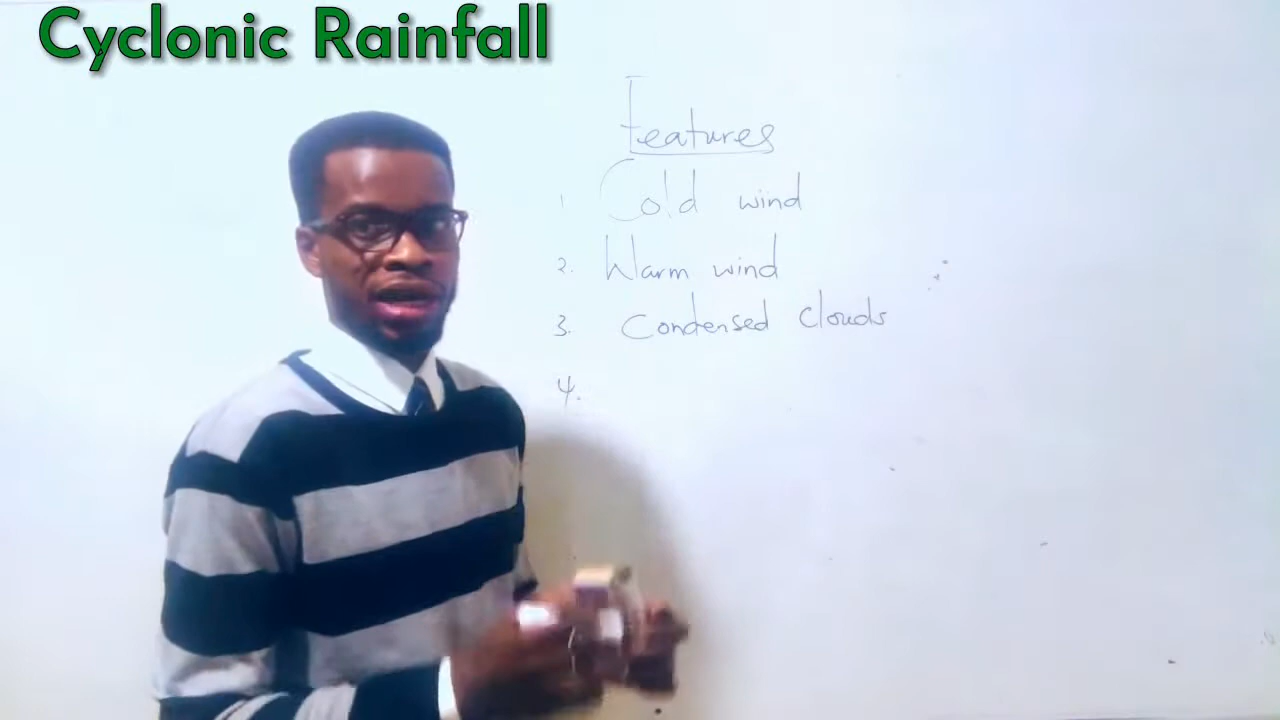 Cyclonic Rainfall
Features
1 Cold wind
2. Warm wind
3. Condensed Clouds
4.